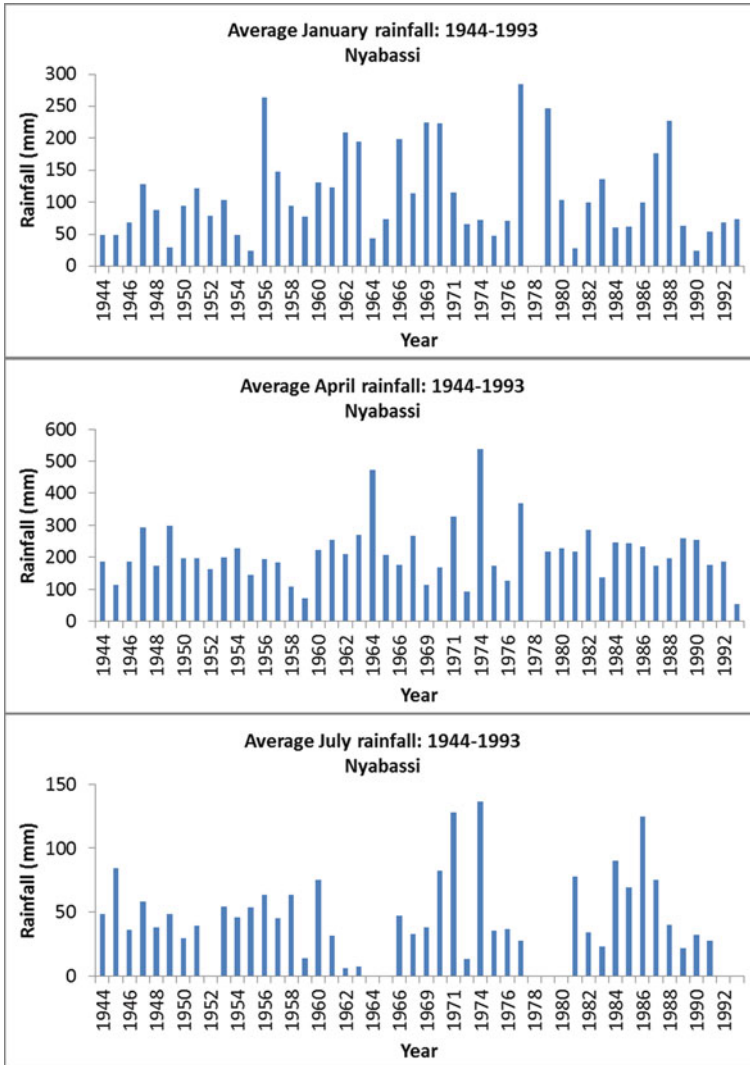 Average January rainfall: 1944-1993
Nyabassi
Rainfall (mm)
300
250
200
150
100
50
0
1944 1946 1948 1950 1952 1954 1956 1958 1960 1962 1964 1966 1969 1971 1974 1976 1978 1980 1982 1984 1986 1988 1990 1992
Year
Average April rainfall: 1944-1993
Nyabassi
Rainfall (mm)
600
500
400
300
200
100
0
1944 1946 1948 1950 1952 1954 1956 1958 1960 1962 1964 1966 1969 1971 1974 1976 1978 1980 1982 1984 1986 1988 1990 1992
Year
Average July rainfall: 1944-1993
Nyabassi
Rainfall (mm)
150
100
50
0
1944 1946 1948 1950 1952 1954 1956 1958 1960 1962 1964 1966 1969 1971 1974 1976 1978 1980 1982 1984 1986 1988 1990 1992
Year